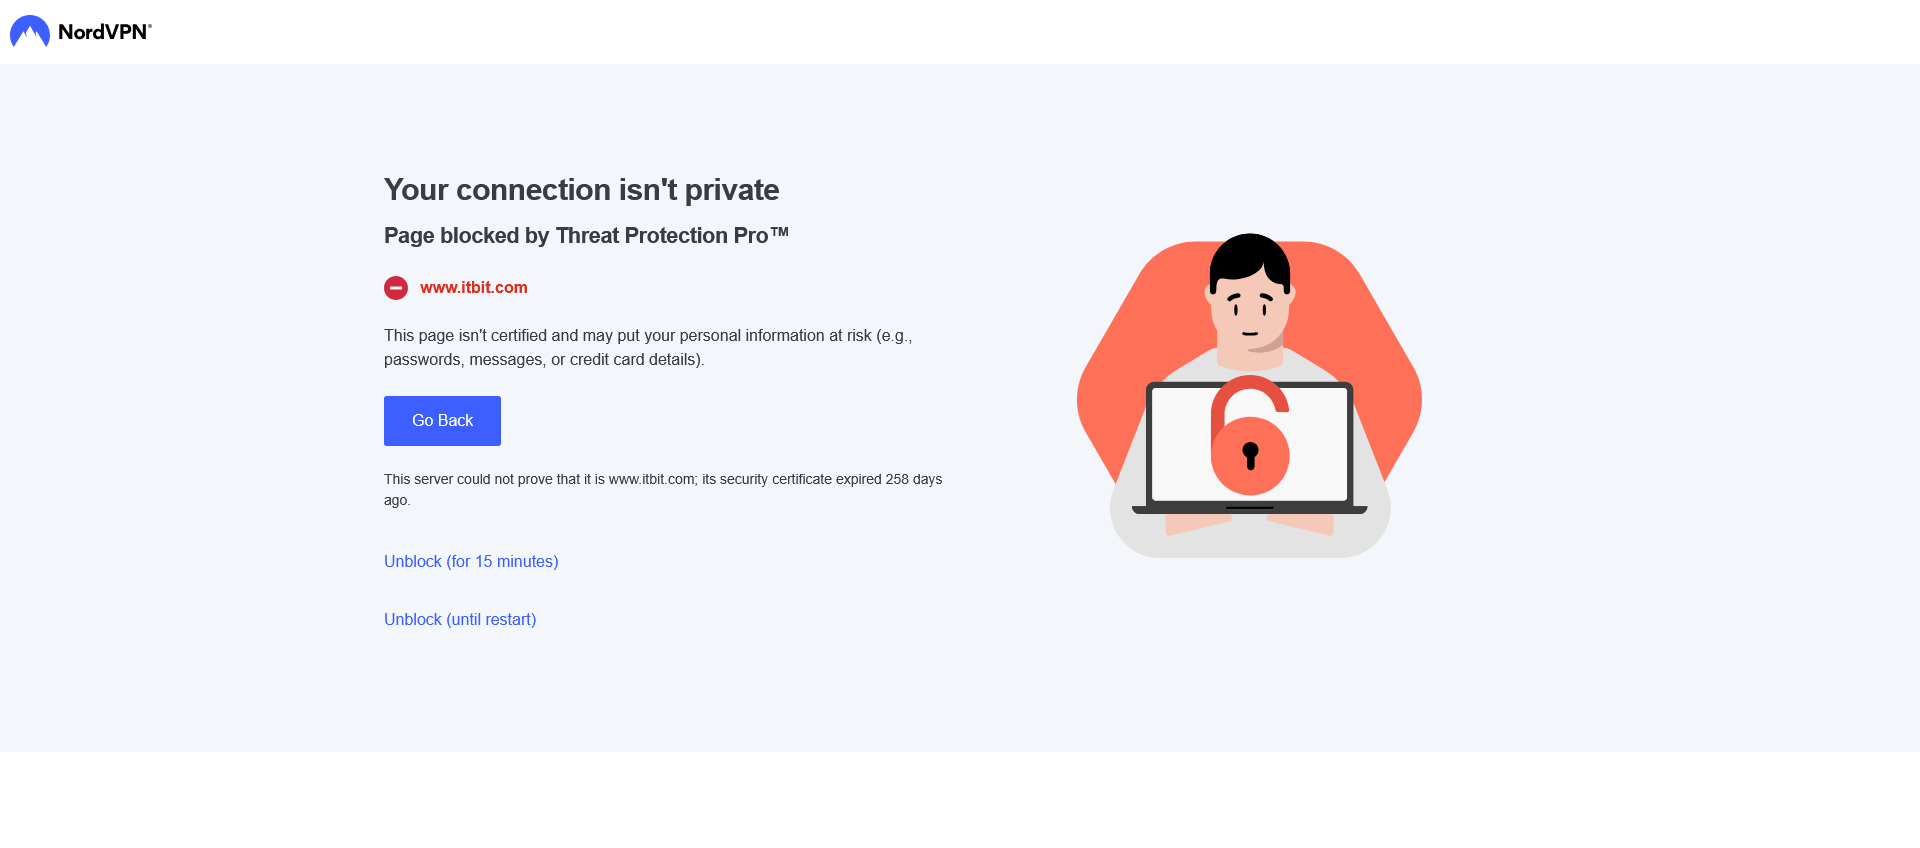 NordVPN®
Your connection isn't private
Page blocked by Threat Protection Pro™
www.itbit.com
This page isn't certified and may put your personal information at risk (e.g.,
passwords, messages, or credit card details).
Go Back
This server could not prove that it is www.itbit.com; its security certificate expired 258 days
ago.
Unblock (for 15 minutes)
Unblock (until restart)